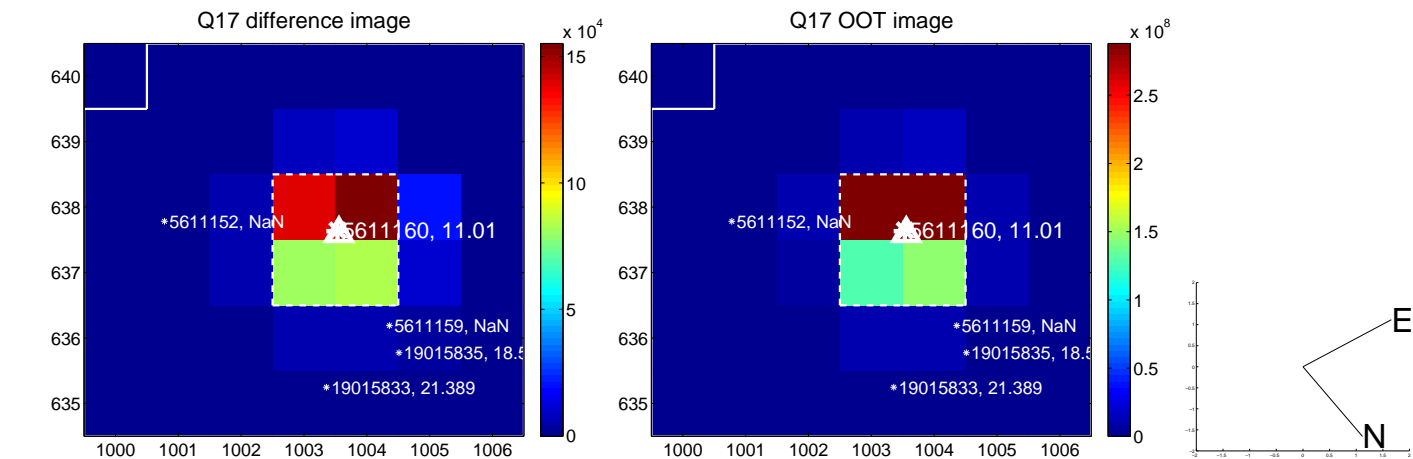 Q17 difference image
x 10^4
640
639
638
637
636
635
1000 1001 1002 1003 1004 1005 1006
15
10
5
0
*5611152, NaN
5611160, 11.01
*5611159, NaN
*19015835, 18.5
*19015833, 21.389
Q17 OOT image
x 10^8
640
639
638
637
636
635
1000 1001 1002 1003 1004 1005 1006
2.5
2
1.5
1
0.5
0
*5611152, NaN
5611160, 11.01
*5611159, NaN
*19015835, 18.5
*19015833, 21.389
E
N